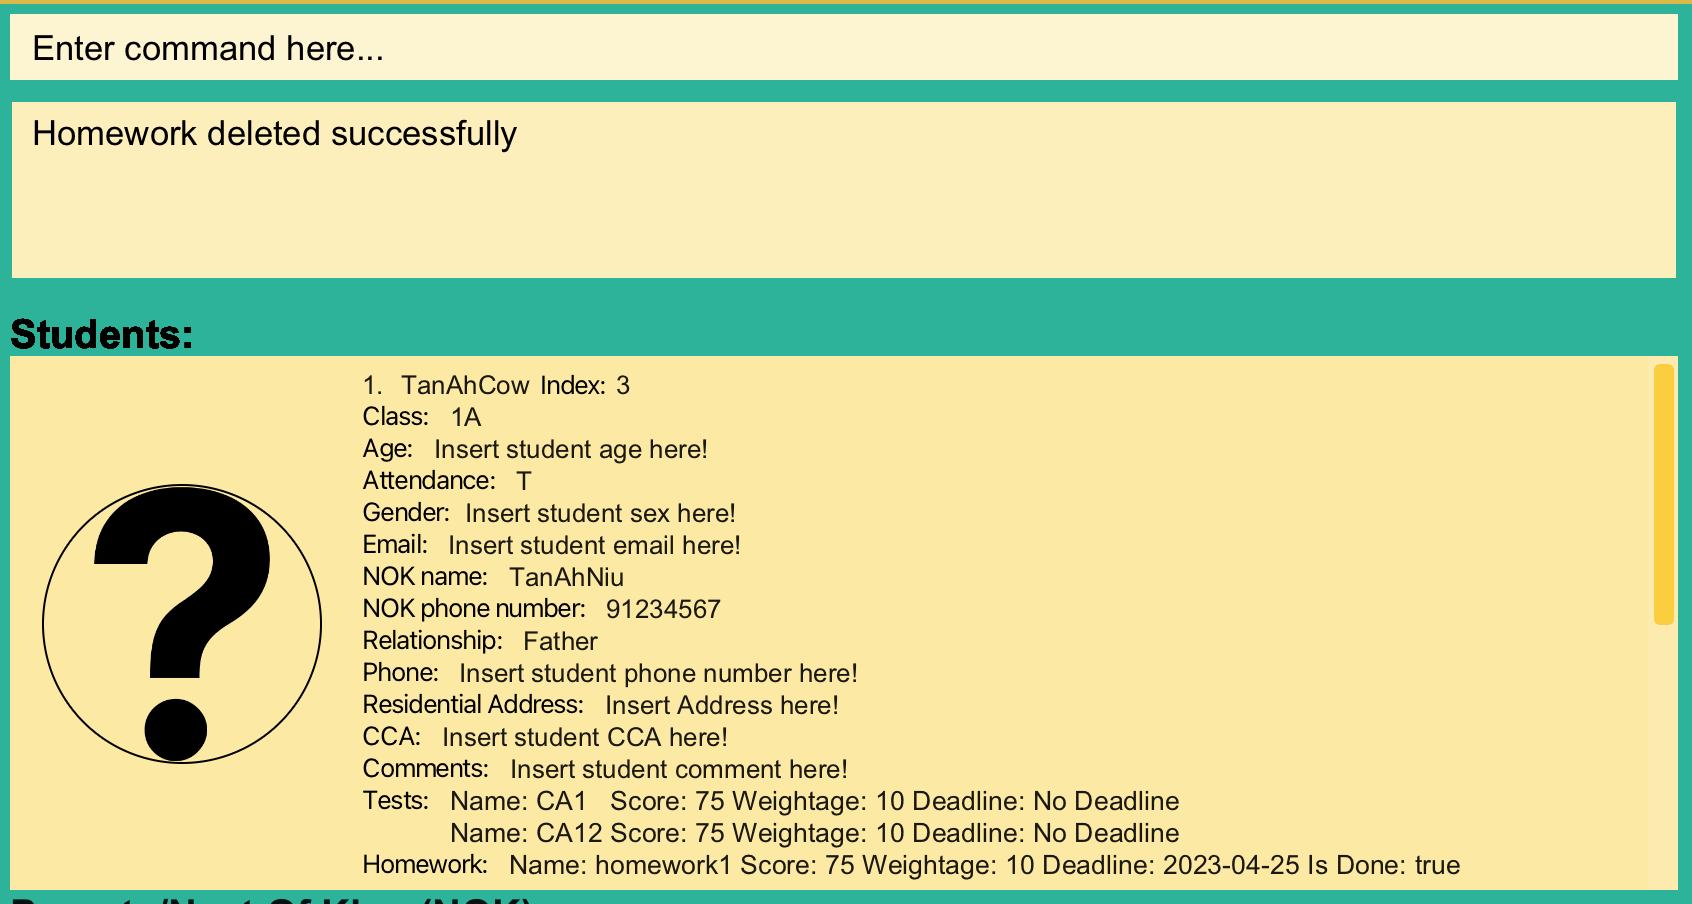 Enter command here...
Homework deleted successfully
Students:
1. TanAhCow Index: 3
Class: 1A
Age: Insert student age here!
Attendance: T
Gender: Insert student sex here!
Email: Insert student email here!
NOK name: TanAhNiu
NOK phone number: 91234567
Relationship: Father
Phone: Insert student phone number here!
Residential Address: Insert Address here!
CCA: Insert student CCA here!
Comments: Insert student comment here!
Tests: Name: CA1 Score: 75 Weightage: 10 Deadline: No Deadline
Name: CA12 Score: 75 Weightage: 10 Deadline: No Deadline
Homework: Name: homework1 Score: 75 Weightage: 10 Deadline: 2023-04-25 Is Done: true